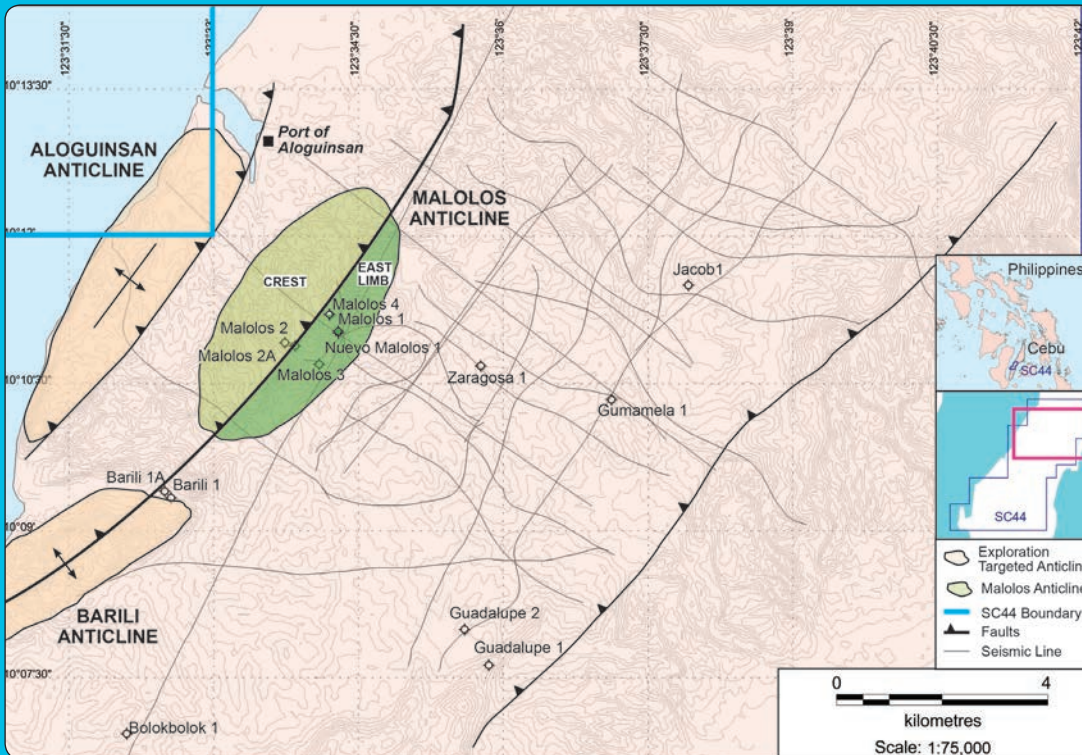 123°31'30"
123°33'
123°34'30"
123°36'
123°37'30"
123°39'
123°40'30"
123°42'
10°13'30"
10°12'
10°10'30"
10°09'
10°07'30"
ALOGUINSAN
ANTICLINE
Port of
Aloguinsan
MALOLOS
ANTICLINE
CREST
EAST
LIMB
Malolos 4
Malolos 1
Malolos 2
Malolos 2A
Nuevo Malolos 1
Malolos 3
Jacob1
Zaragosa 1
Gumamela 1
Barili 1A
Barili 1
BARILI
ANTICLINE
Guadalupe 2
Guadalupe 1
Bolokbolok 1
Philippines
Cebu
SC44
SC44
Exploration
Targeted Anticlin
Malolos Anticline
SC44 Boundary
Faults
Seismic Line
0 4
kilometres
Scale: 1:75,000